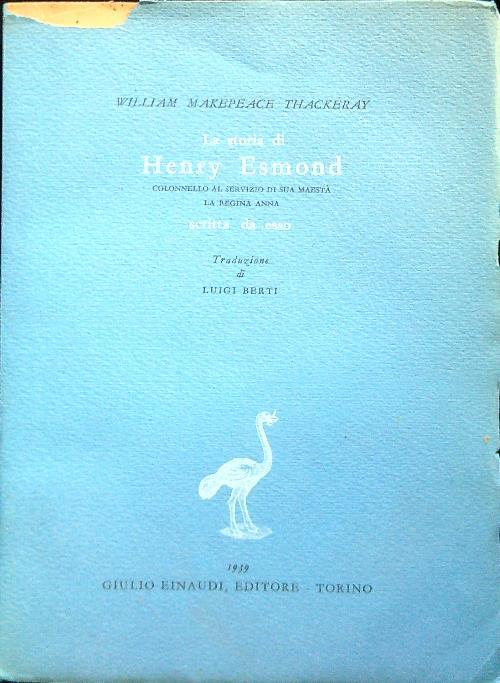 WILLIAM MAKEPEACE THACKERAY
La storia di
Henry Esmond
COLONNELLO AL SERVIZIO DI SUA MAESTÀ
LA REGINA ANNA
scritta da esso
Traduzione
di
LUIGI BERTI
1939
GIULIO EINAUDI, EDITORE - TORINO